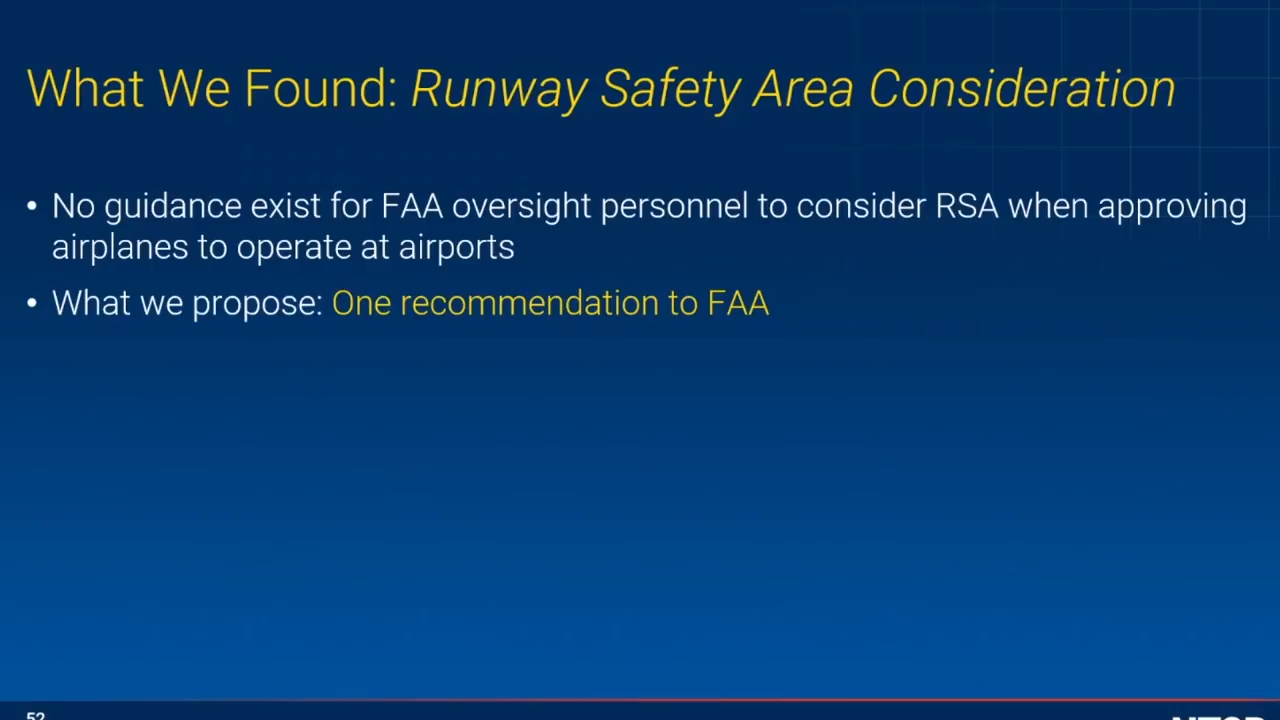 What We Found: Runway Safety Area Consideration
• No guidance exist for FAA oversight personnel to consider RSA when approving
airplanes to operate at airports
• What we propose: One recommendation to FAA
52
NTSB